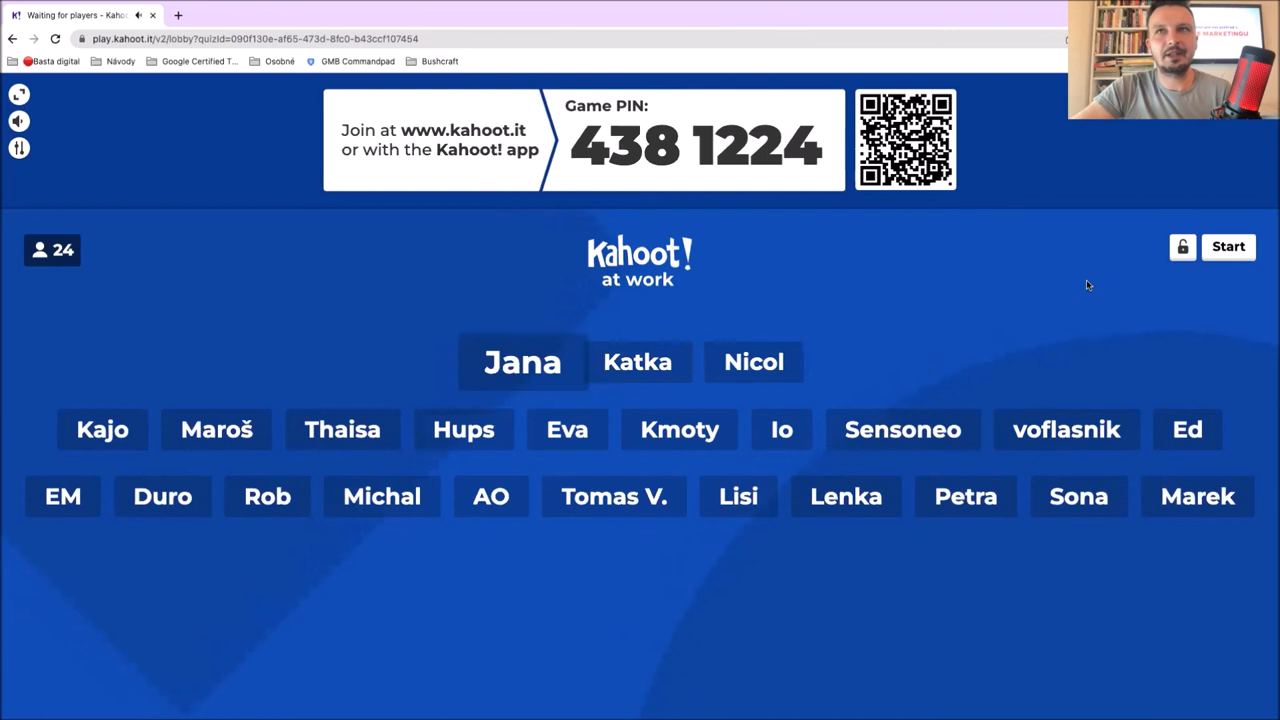 Waiting for players - Kaho
play.kahoot.it/v2/lobby?quizId=090f130e-af65-473d-8fc0-b43ccf107454
Basta digital Návody Google Certified T... Osobné GMB Commandpad Bushcraft
E MARKETINGU
Join at www.kahoot.it
or with the Kahoot! app
Game PIN:
438 1224
24
Kahoot!
at work
Start
Jana Katka Nicol
Kajo Maroš Thaisa Hups Eva Kmoty Io Sensoneo voflasnik Ed
EM Duro Rob Michal AO Tomas V. Lisi Lenka Petra Sona Marek